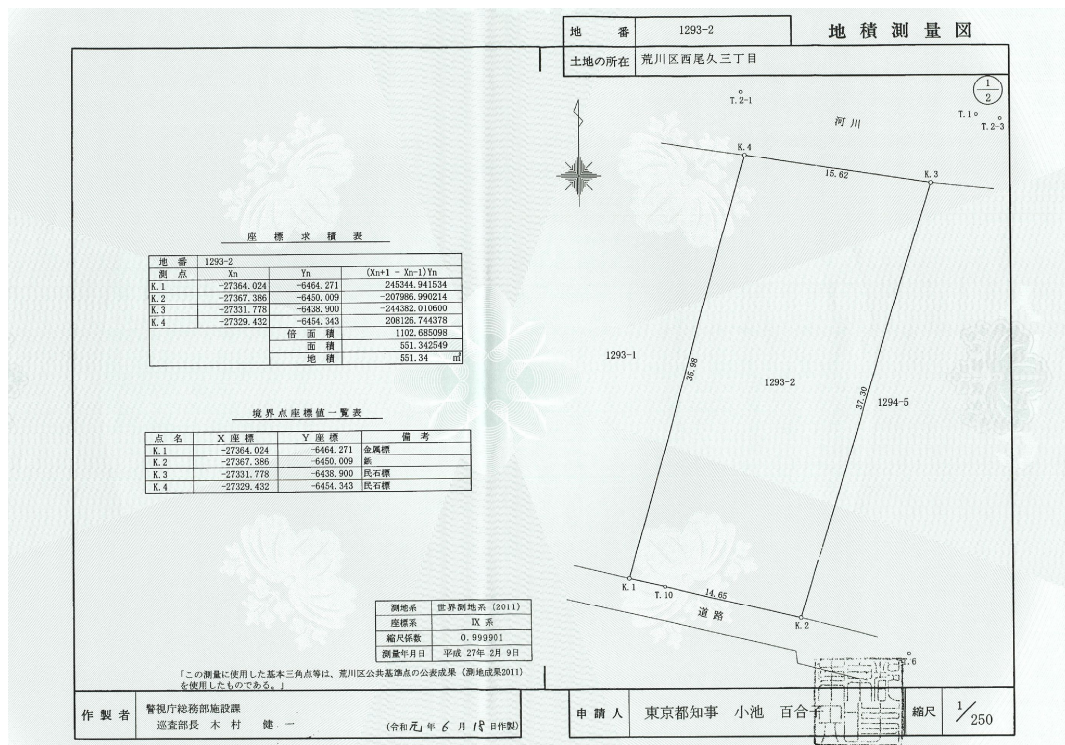 地番 1293-2
地積測量図
土地の所在 荒川区西尾久三丁目
1/2
T.2-1
T.1
T.2-3
河川
K.4
15.62
K.3
座標求積表
地番 1293-2
測点 Xn Yn (Xn+1 - Xn-1)Yn
K.1 -27364.024 -6464.271 245344.941534
K.2 -27367.386 -6450.009 -207986.990214
K.3 -27331.778 -6438.900 -244382.010600
K.4 -27329.432 -6454.343 208126.744378
倍面積 1102.685098
面積 551.342549
地積 551.34 ㎡
1293-1
35.98
1293-2
37.30
1294-5
境界点座標値一覧表
点名 X座標 Y座標 備考
K.1 -27364.024 -6464.271 金属標
K.2 -27367.386 -6450.009 鋲
K.3 -27331.778 -6438.900 民石標
K.4 -27329.432 -6454.343 民石標
K.1
T.10
14.65
K.2
道路
測地系 世界測地系(2011)
座標系 Ⅸ系
縮尺係数 0.999901
測量年月日 平成 27年 2月 9日
「この測量に使用した基本三角点等は、荒川区公共基準点の公表成果(測地成果2011)
を使用したものである。」
作製者
警視庁総務部施設課
巡査部長 木村 健一
(令和元年6月18日作製)
申請人 東京都知事 小池 百合子
縮尺 1/250